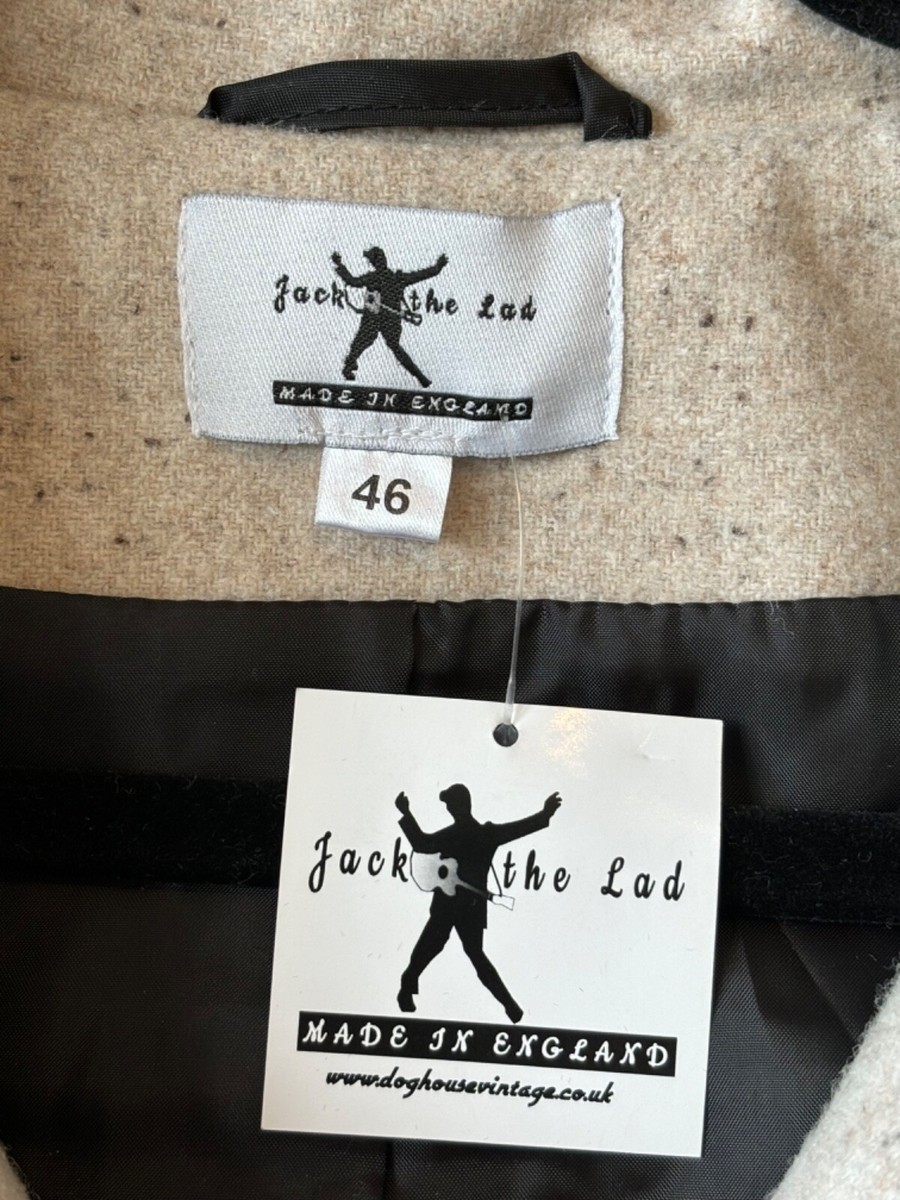 Jack the Lad
MADE IN ENGLAND
46
Jack the Lad
MADE IN ENGLAND
www.doghousevintage.co.uk